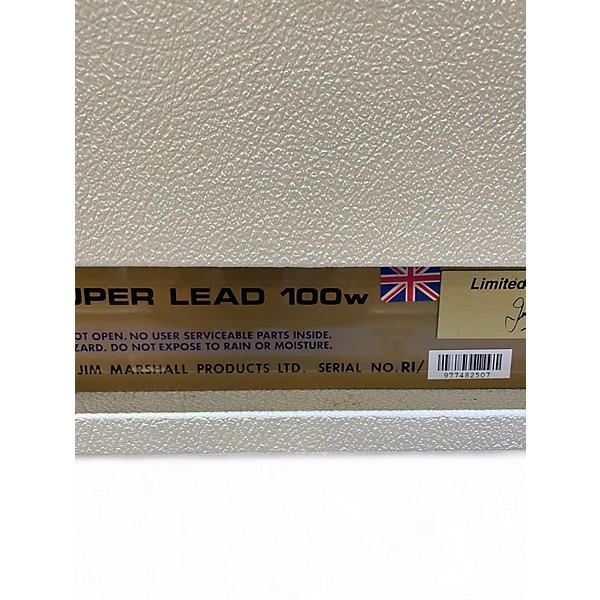 UPER LEAD 100w
Limited
OT OPEN. NO USER SERVICEABLE PARTS INSIDE.
ZARD. DO NOT EXPOSE TO RAIN OR MOISTURE.
JIM MARSHALL PRODUCTS LTD. SERIAL NO.RI/
977482507